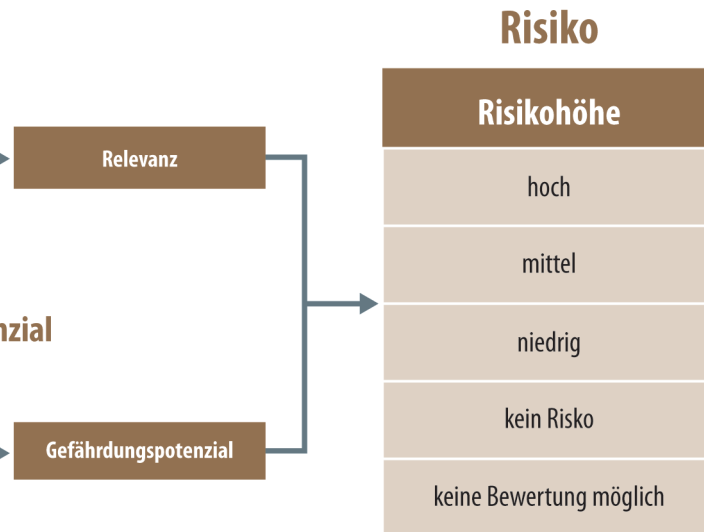 Risiko
Risikohöhe
Relevanz
hoch
mittel
nzial
niedrig
kein Risko
Gefährdungspotenzial
keine Bewertung möglich